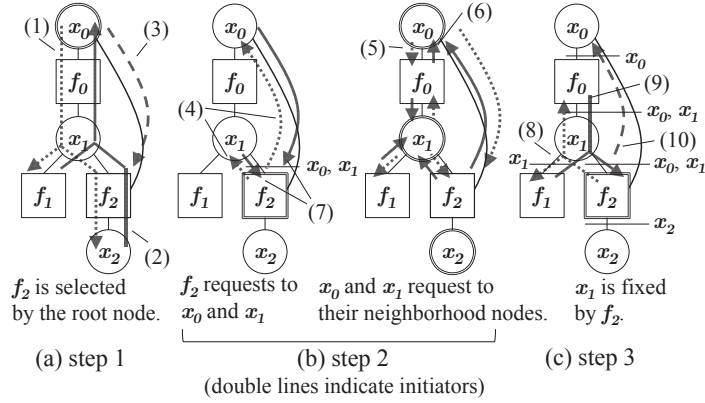 (1)
x0
(3)
f0
x1
f1
f2
x2
(2)
f2 is selected
by the root node.
(a) step 1
x0
f0
(4)
x1
x0, x1
f2
(7)
x2
f2 requests to
x0 and x1
(5)
x0
(6)
f0
x1
f1
f2
x2
x0 and x1 request to
their neighborhood nodes.
(b) step 2
(double lines indicate initiators)
x0
x0
f0
(9)
x0, x1
(8)
x1
(10)
x1
x0, x1
f1
f2
x2
x2
x1 is fixed
by f2.
(c) step 3